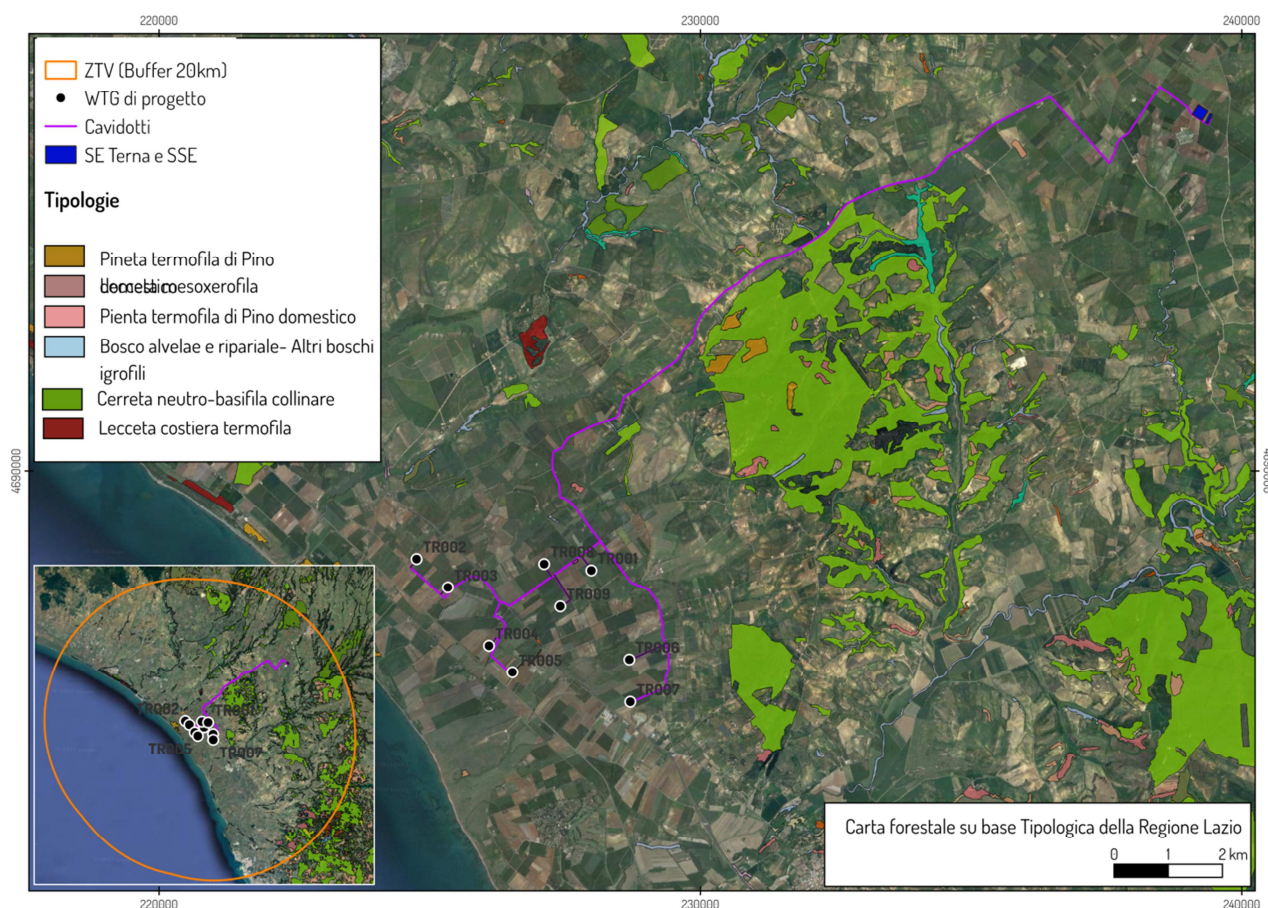 220000
230000
240000
ZTV (Buffer 20km)
WTG di progetto
Cavidotti
SE Terna e SSE
Tipologie
Pineta termofila di Pino
domestico
Lecceta mesoxerofila
Pienta termofila di Pino domestico
Bosco alvelae e ripariale- Altri boschi
igrofili
Cerreta neutro-basifila collinare
Lecceta costiera termofila
4690000
4690000
TR002
TR003
TR008
TR001
TR009
TR004
TR005
TR006
TR007
TR002
TR005
TR007
Carta forestale su base Tipologica della Regione Lazio
0 1 2 km
220000
230000
240000